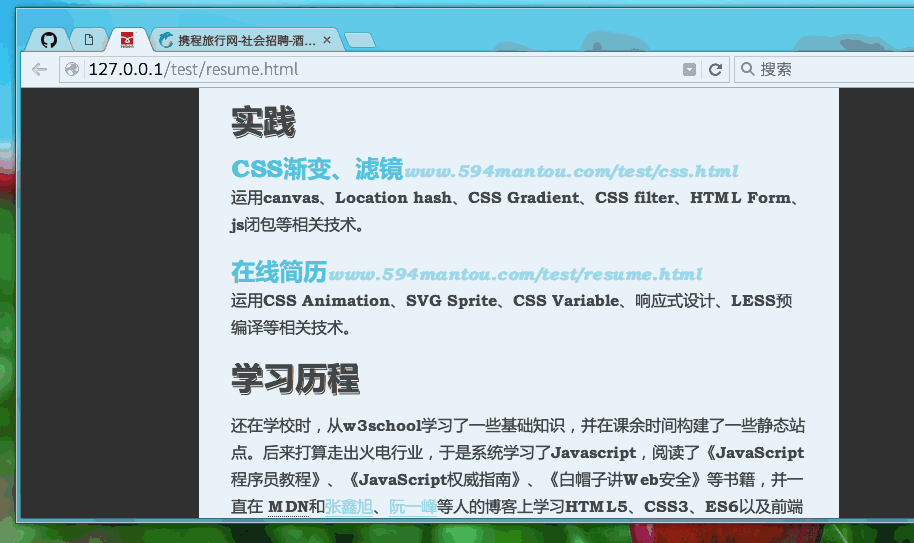 携程旅行网-社会招聘-酒...
127.0.0.1/test/resume.html
搜索
实践
CSS渐变、滤镜www.594mantou.com/test/css.html
运用canvas、Location hash、CSS Gradient、CSS filter、HTML Form、
js闭包等相关技术。
在线简历www.594mantou.com/test/resume.html
运用CSS Animation、SVG Sprite、CSS Variable、响应式设计、LESS预
编译等相关技术。
学习历程
还在学校时，从w3school学习了一些基础知识，并在课余时间构建了一些静态站
点。后来打算走出火电行业，于是系统学习了Javascript，阅读了《JavaScript
程序员教程》、《JavaScript权威指南》、《白帽子讲Web安全》等书籍，并一
直在 MDN和张鑫旭、阮一峰等人的博客上学习HTML5、CSS3、ES6以及前端